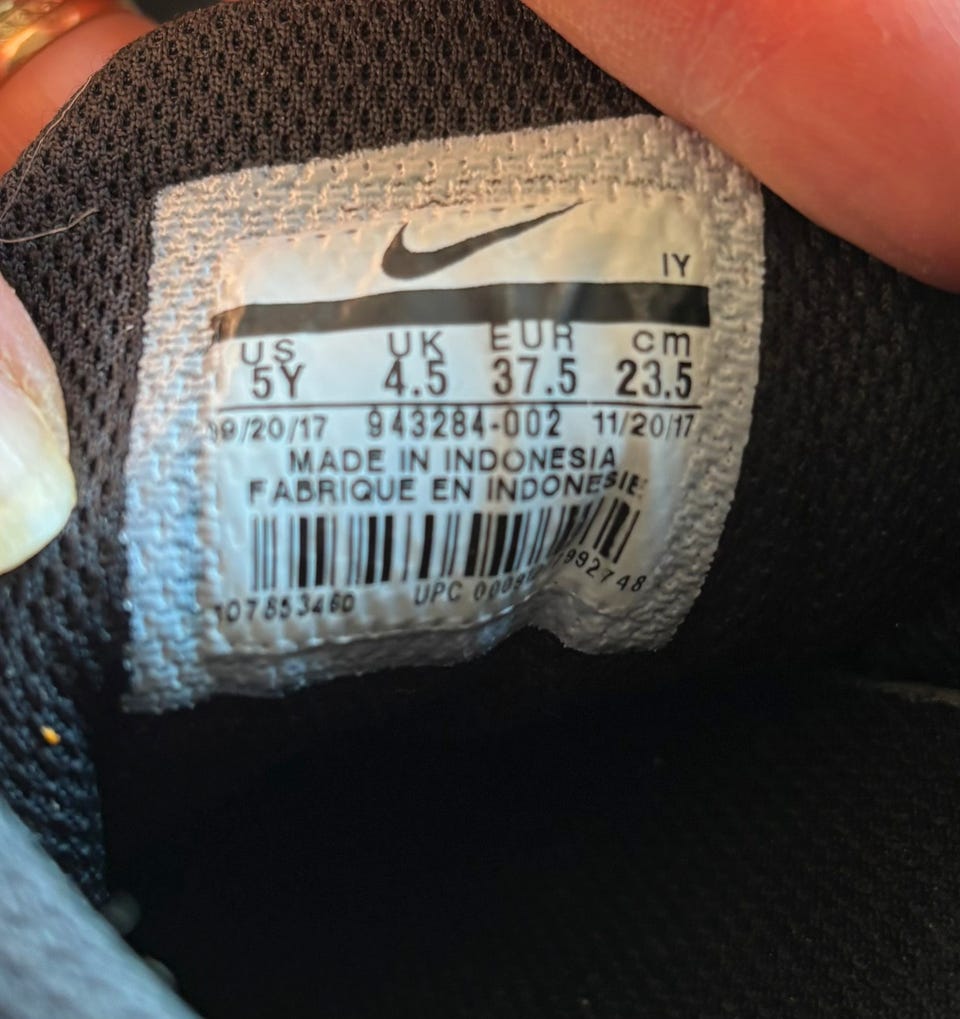 IY
US UK EUR cm
5Y 4.5 37.5 23.5
09/20/17 943284-002 11/20/17
MADE IN INDONESIA
FABRIQUE EN INDONESIE
UPC